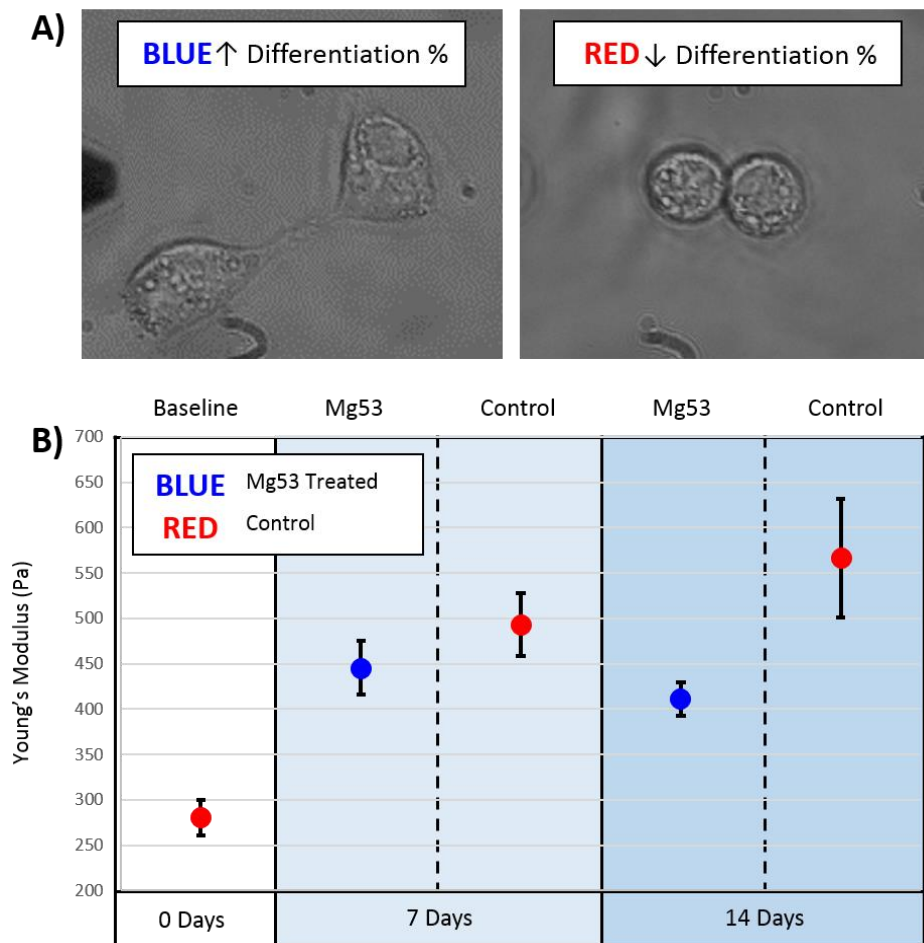 A)
BLUE↑ Differentiation %
RED↓ Differentiation %
Baseline Mg53 Control Mg53 Control
B)
700
650
600
550
500
450
400
350
300
250
200
Young's Modulus (Pa)
BLUE Mg53 Treated
RED Control
0 Days 7 Days 14 Days